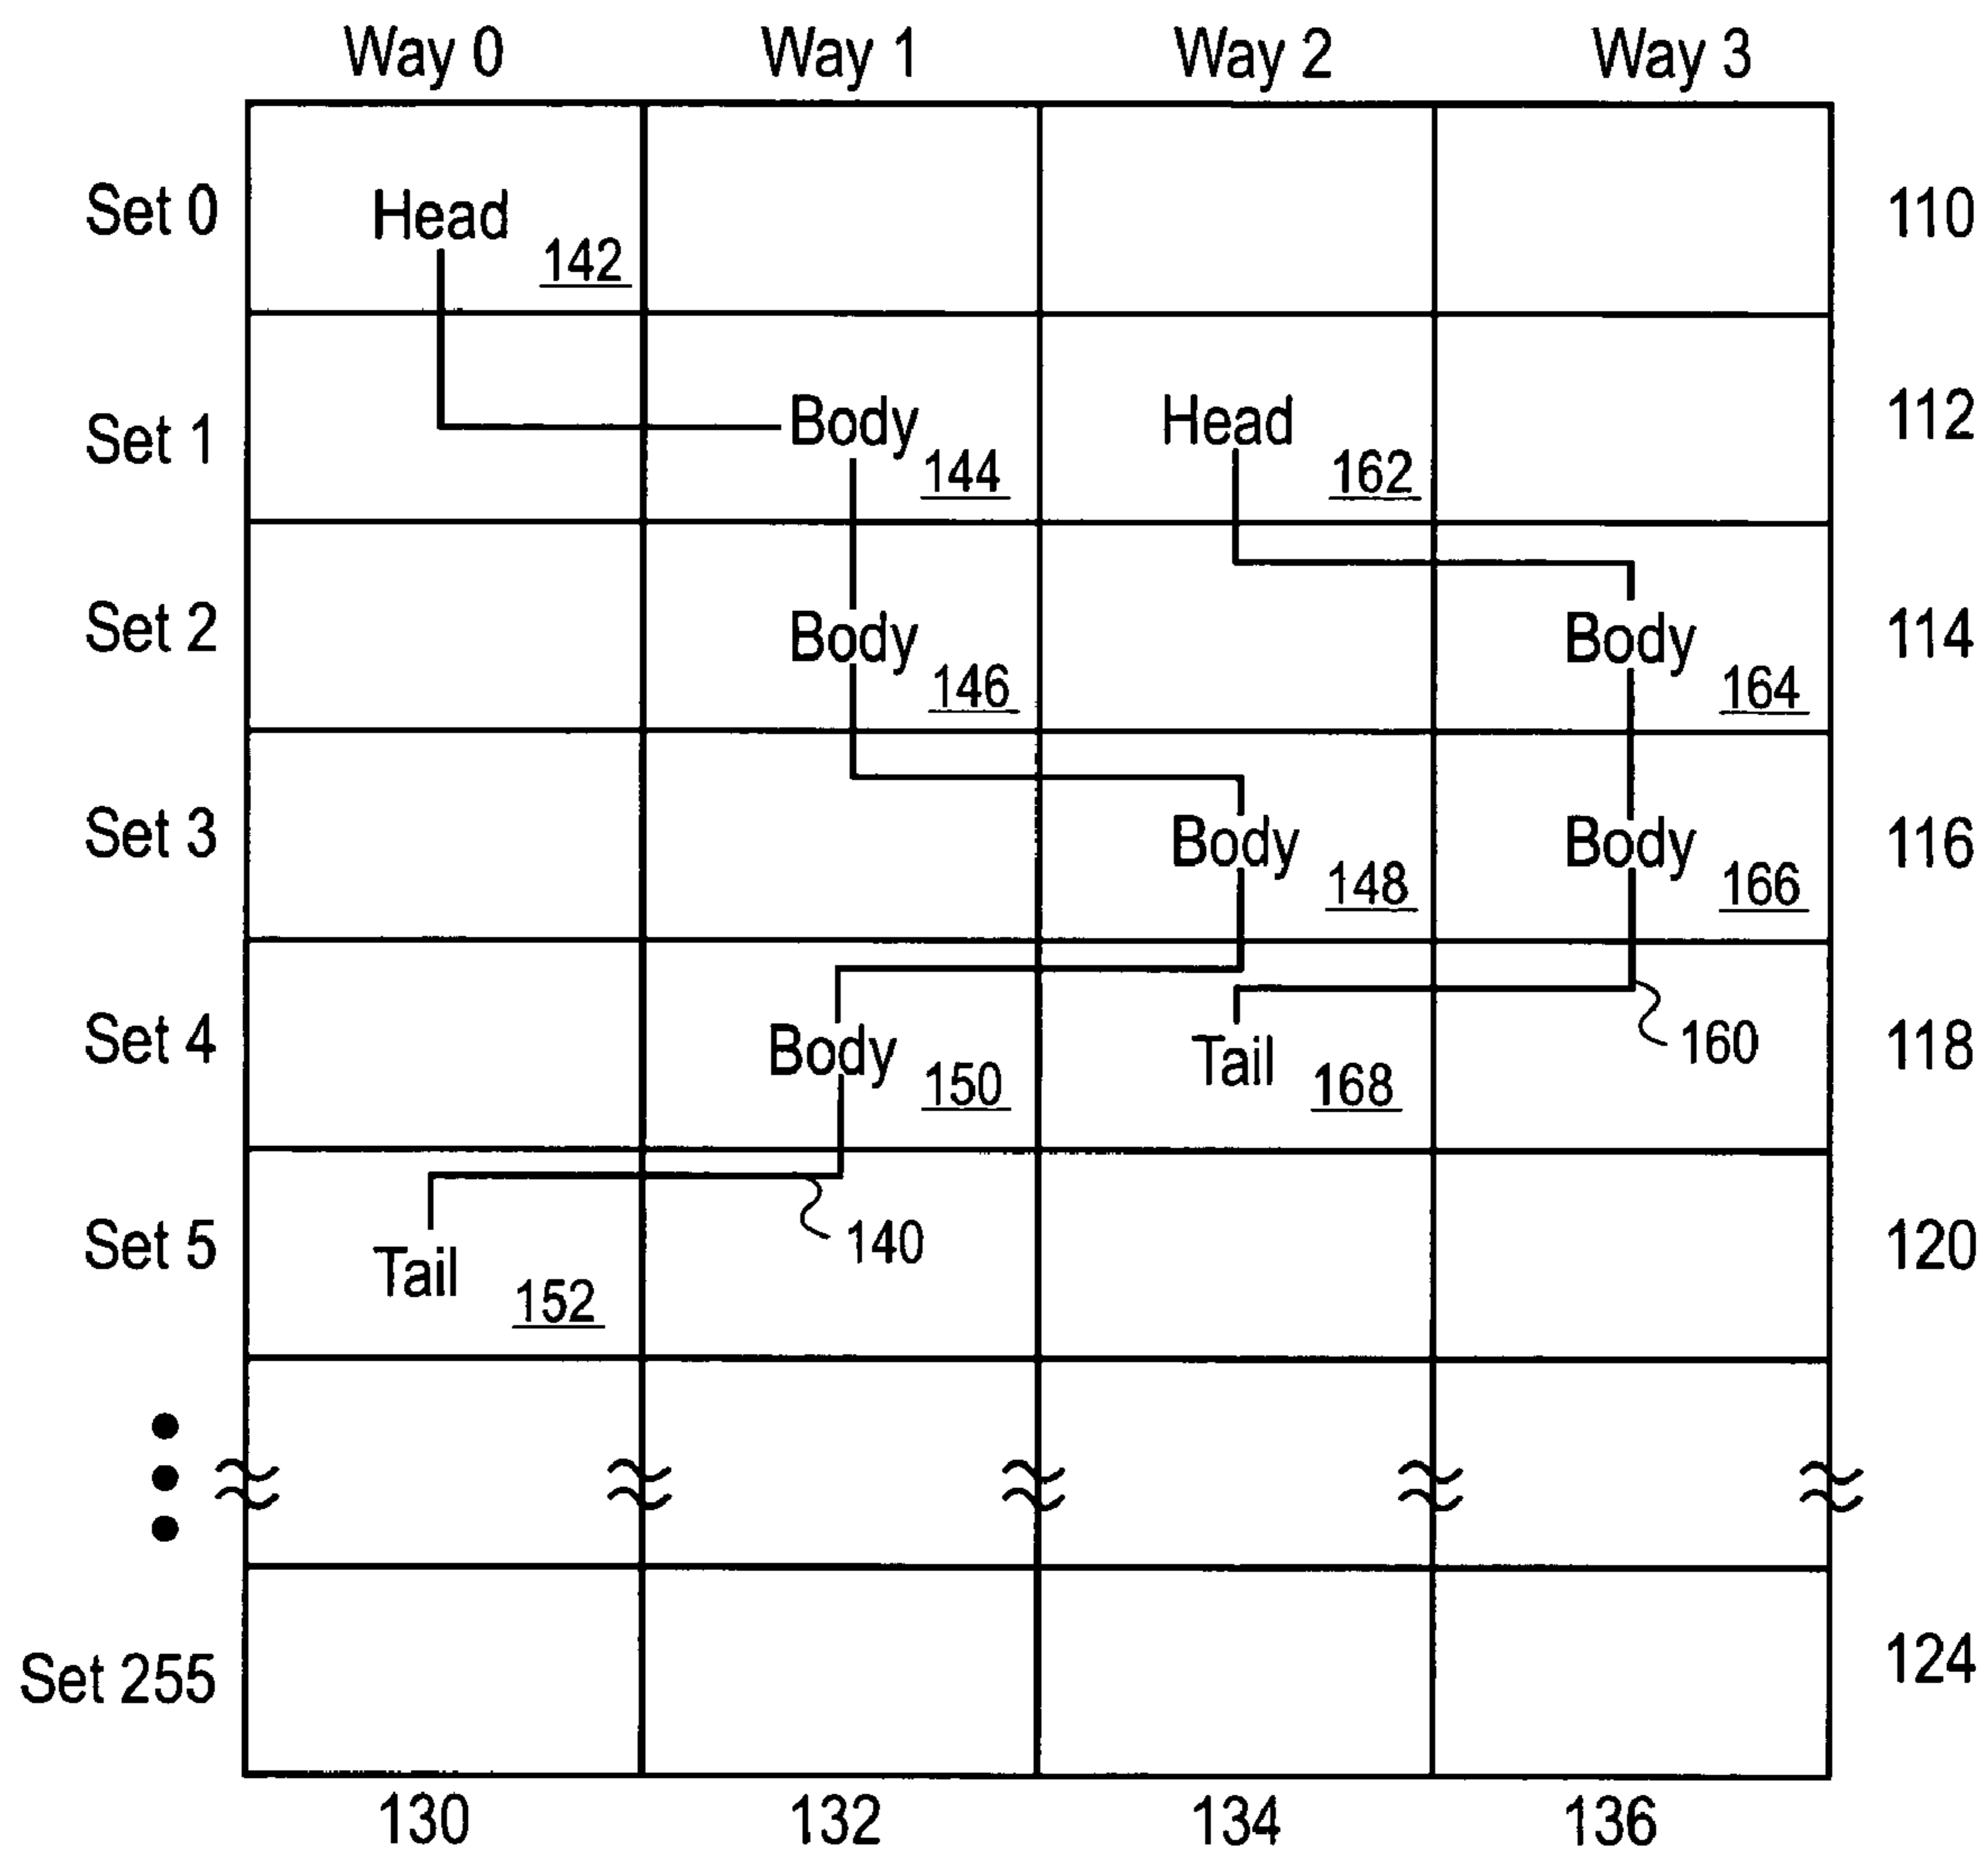 Way 0 Way 1 Way 2 Way 3
Set 0 Head 142 110
Set 1 Body 144 Head 162 112
Set 2 Body 146 Body 164 114
Set 3 Body 148 Body 166 116
Set 4 Body 150 Tail 168 160 118
Set 5 Tail 152 140 120
Set 255 124
130 132 134 136